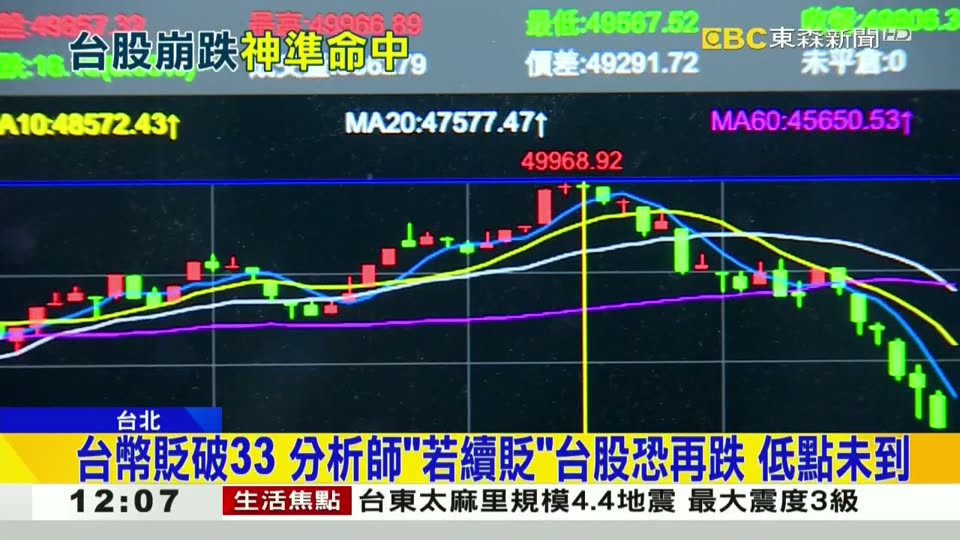 最高:49966.89 最低:49567.52
台股崩跌神準命中 EBC東森新聞HD
價差:49291.72 未平倉:0
A10:48572.43↑ MA20:47577.47↑ MA60:45650.53↑
49968.92
台北
台幣貶破33 分析師"若續貶"台股恐再跌 低點未到
12:07 生活焦點 台東太麻里規模4.4地震 最大震度3級